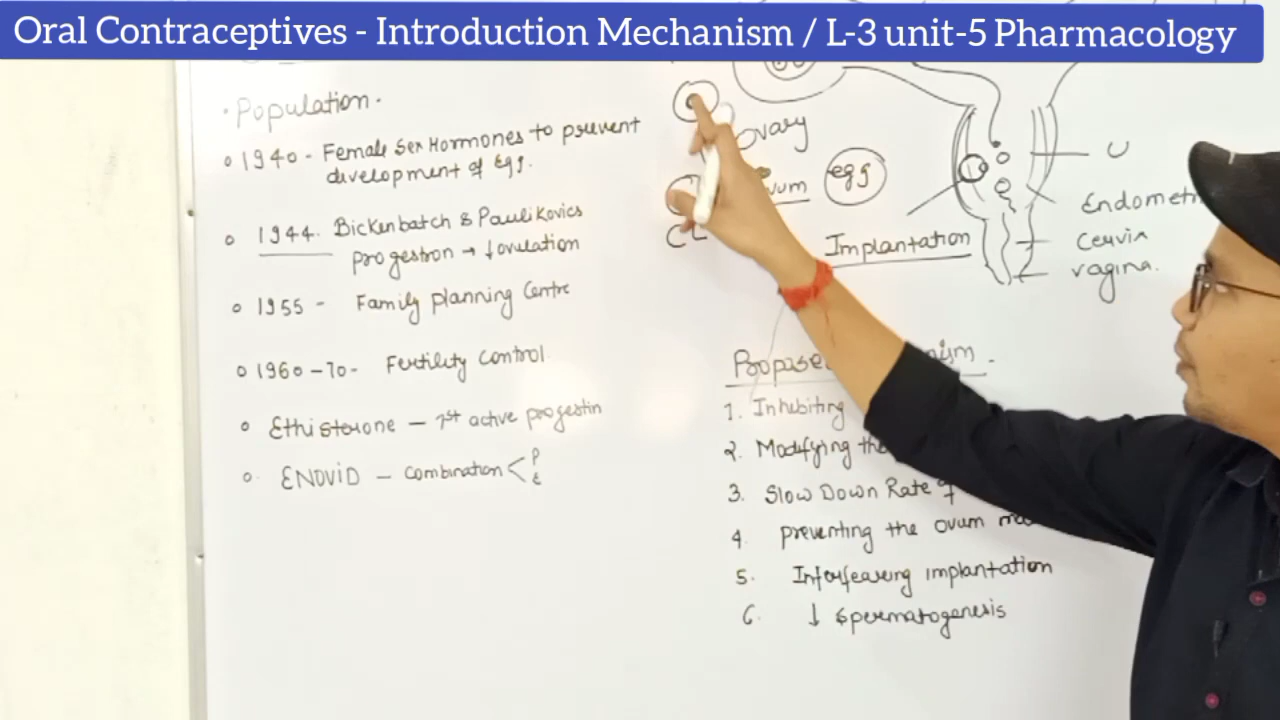 Oral Contraceptives - Introduction Mechanism / L-3 unit-5 Pharmacology
• Population.
1940 - Female Sex Hormones to prevent
development of Egg.
1944. Bickenbatch & Paulikovics
progestron → ↓ovulation
1955 - Family planning Centre
1960-70- Fertility Control
Ethisterone - 1st active progestin
ENOVID - Combination < P
E
ovary
egg
Implantation
U
Endomet
Cervix
vagina.
1. Inhibiting
2. Modifying the
3. Slow Down Rate of
4. preventing the ovum
5. Interfearing implantation
6. ↓ Spermatogenesis